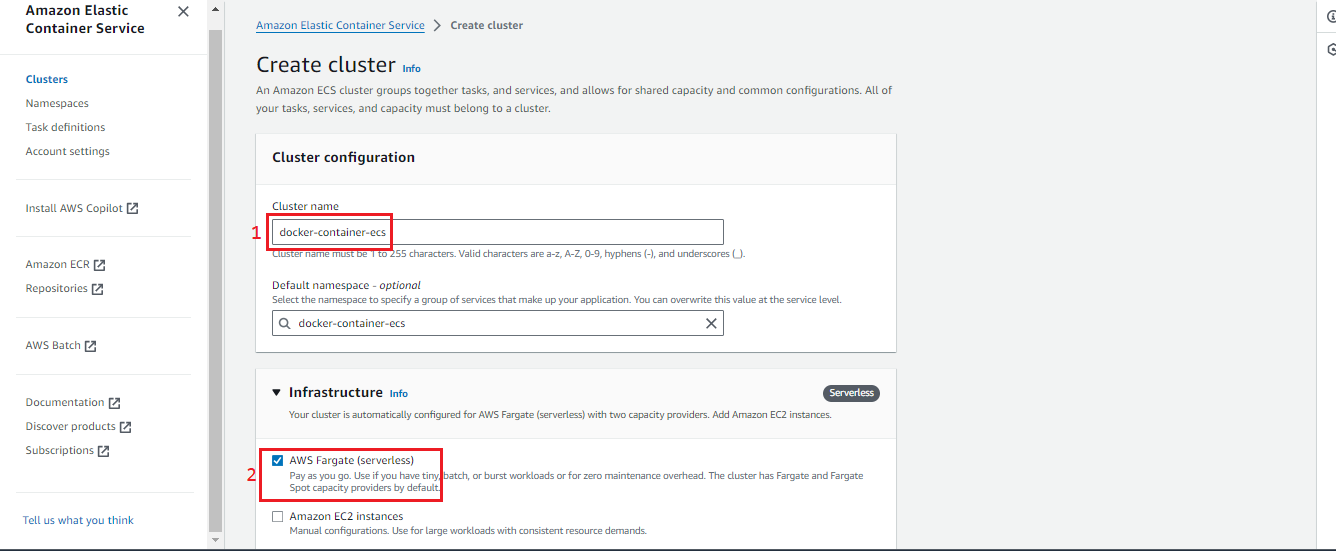 Amazon Elastic
Container Service
Clusters
Namespaces
Task definitions
Account settings
Install AWS Copilot
Amazon ECR
Repositories
AWS Batch
Documentation
Discover products
Subscriptions
Tell us what you think
Amazon Elastic Container Service > Create cluster
Create cluster Info
An Amazon ECS cluster groups together tasks, and services, and allows for shared capacity and common configurations. All of
your tasks, services, and capacity must belong to a cluster.
Cluster configuration
Cluster name
1 docker-container-ecs
Cluster name must be 1 to 255 characters. Valid characters are a-z, A-Z, 0-9, hyphens (-), and underscores (_).
Default namespace - optional
Select the namespace to specify a group of services that make up your application. You can overwrite this value at the service level.
docker-container-ecs
Infrastructure Info Serverless
Your cluster is automatically configured for AWS Fargate (serverless) with two capacity providers. Add Amazon EC2 instances.
2 AWS Fargate (serverless)
Pay as you go. Use if you have tiny, batch, or burst workloads or for zero maintenance overhead. The cluster has Fargate and Fargate
Spot capacity providers by default.
Amazon EC2 instances
Manual configurations. Use for large workloads with consistent resource demands.